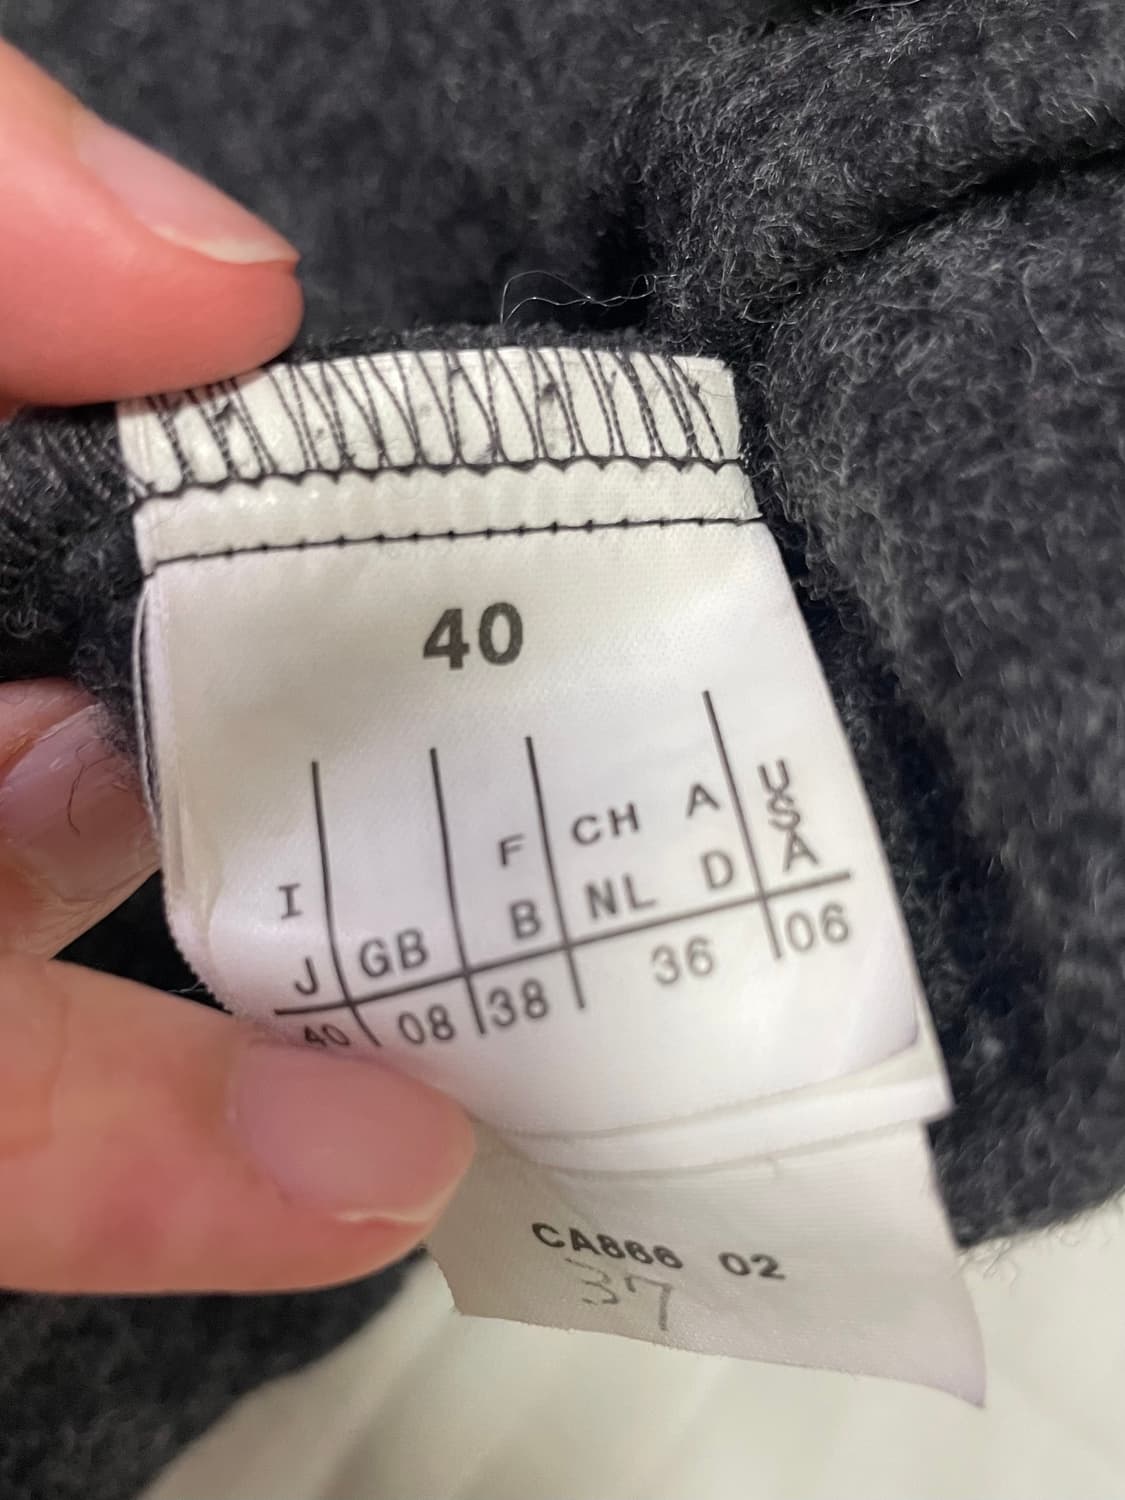 40
I F CH A USA
J GB B NL D
40 08 38 36 06
CA866 02
37